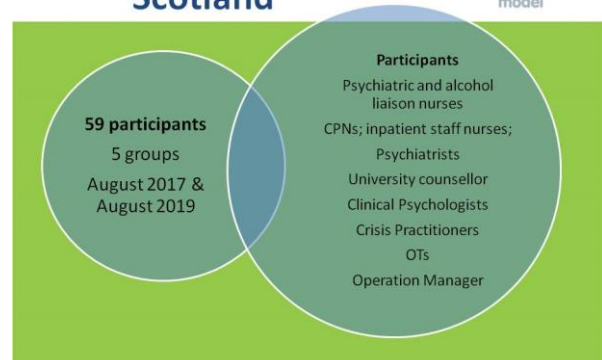 Scotland
model
59 participants
5 groups
August 2017 &
August 2019
Participants
Psychiatric and alcohol
liaison nurses
CPNs; inpatient staff nurses;
Psychiatrists
University counsellor
Clinical Psychologists
Crisis Practitioners
OTs
Operation Manager